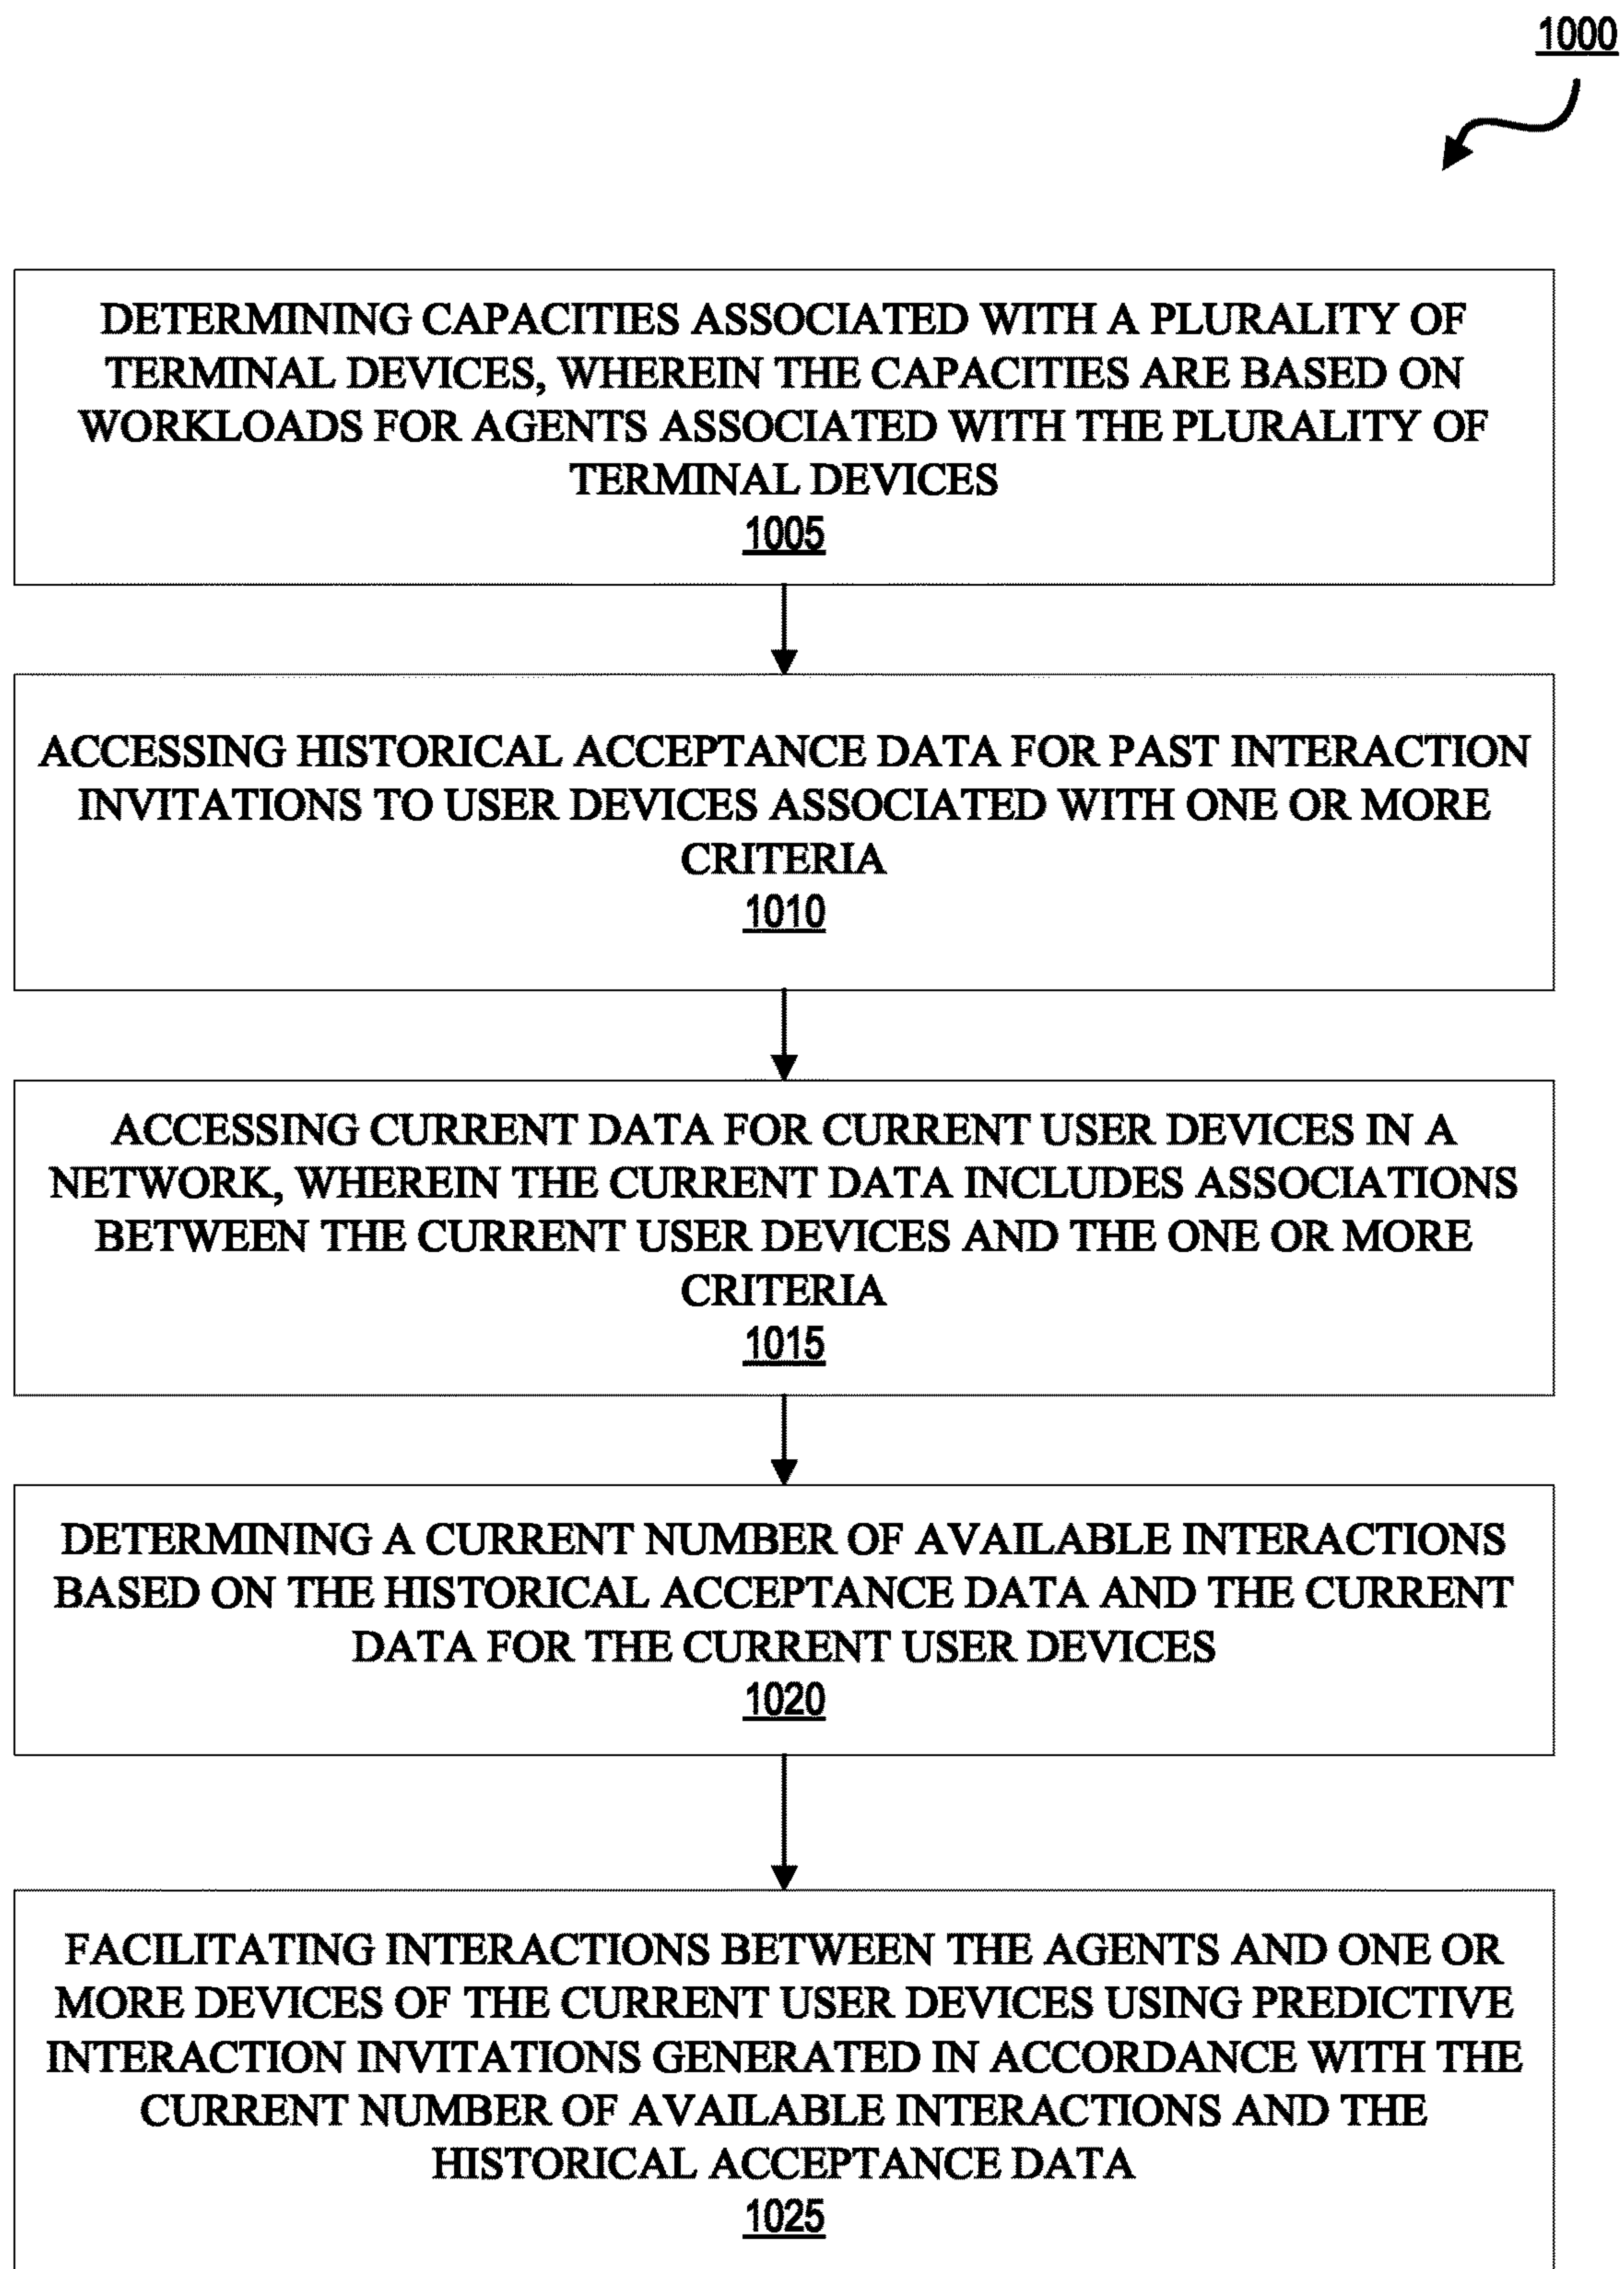 1000
DETERMINING CAPACITIES ASSOCIATED WITH A PLURALITY OF
TERMINAL DEVICES, WHEREIN THE CAPACITIES ARE BASED ON
WORKLOADS FOR AGENTS ASSOCIATED WITH THE PLURALITY OF
TERMINAL DEVICES
1005
ACCESSING HISTORICAL ACCEPTANCE DATA FOR PAST INTERACTION
INVITATIONS TO USER DEVICES ASSOCIATED WITH ONE OR MORE
CRITERIA
1010
ACCESSING CURRENT DATA FOR CURRENT USER DEVICES IN A
NETWORK, WHEREIN THE CURRENT DATA INCLUDES ASSOCIATIONS
BETWEEN THE CURRENT USER DEVICES AND THE ONE OR MORE
CRITERIA
1015
DETERMINING A CURRENT NUMBER OF AVAILABLE INTERACTIONS
BASED ON THE HISTORICAL ACCEPTANCE DATA AND THE CURRENT
DATA FOR THE CURRENT USER DEVICES
1020
FACILITATING INTERACTIONS BETWEEN THE AGENTS AND ONE OR
MORE DEVICES OF THE CURRENT USER DEVICES USING PREDICTIVE
INTERACTION INVITATIONS GENERATED IN ACCORDANCE WITH THE
CURRENT NUMBER OF AVAILABLE INTERACTIONS AND THE
HISTORICAL ACCEPTANCE DATA
1025